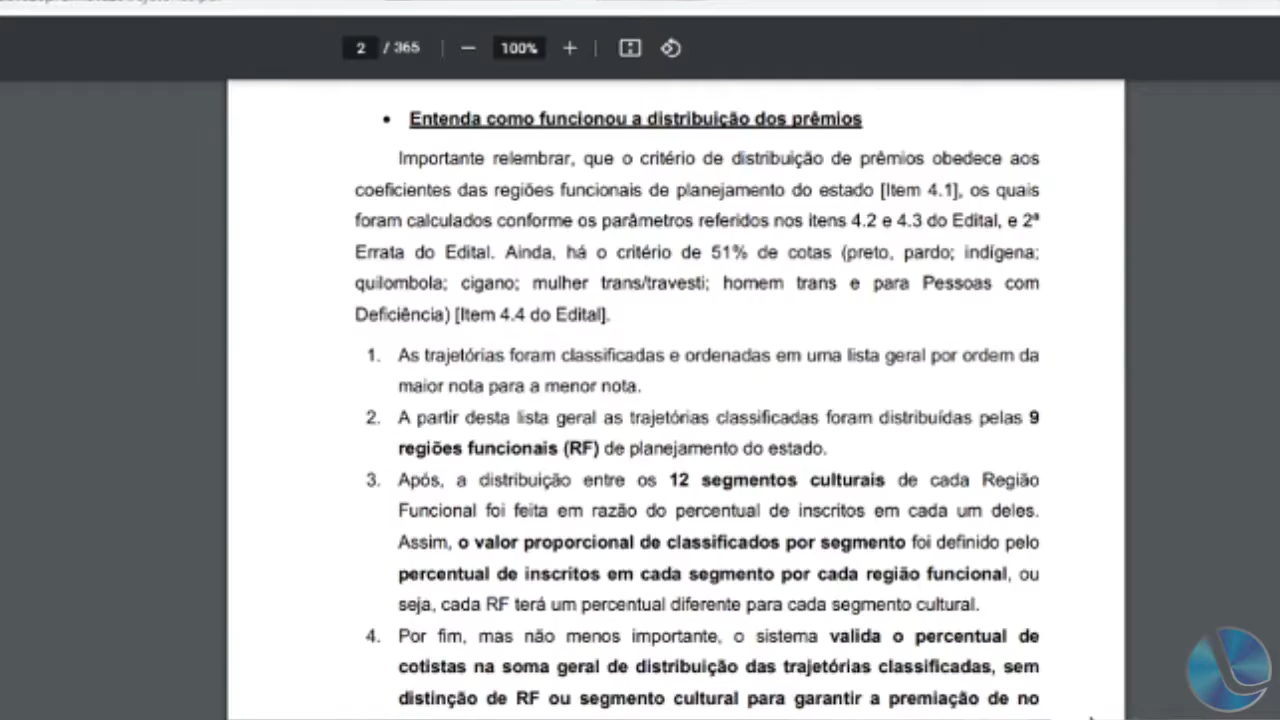 2 / 365
100%
• Entenda como funcionou a distribuição dos prêmios
Importante relembrar, que o critério de distribuição de prêmios obedece aos
coeficientes das regiões funcionais de planejamento do estado [Item 4.1], os quais
foram calculados conforme os parâmetros referidos nos itens 4.2 e 4.3 do Edital, e 2ª
Errata do Edital. Ainda, há o critério de 51% de cotas (preto, pardo; indígena;
quilombola; cigano; mulher trans/travesti; homem trans e para Pessoas com
Deficiência) [Item 4.4 do Edital].
1. As trajetórias foram classificadas e ordenadas em uma lista geral por ordem da
maior nota para a menor nota.
2. A partir desta lista geral as trajetórias classificadas foram distribuídas pelas 9
regiões funcionais (RF) de planejamento do estado.
3. Após, a distribuição entre os 12 segmentos culturais de cada Região
Funcional foi feita em razão do percentual de inscritos em cada um deles.
Assim, o valor proporcional de classificados por segmento foi definido pelo
percentual de inscritos em cada segmento por cada região funcional, ou
seja, cada RF terá um percentual diferente para cada segmento cultural.
4. Por fim, mas não menos importante, o sistema valida o percentual de
cotistas na soma geral de distribuição das trajetórias classificadas, sem
distinção de RF ou segmento cultural para garantir a premiação de no